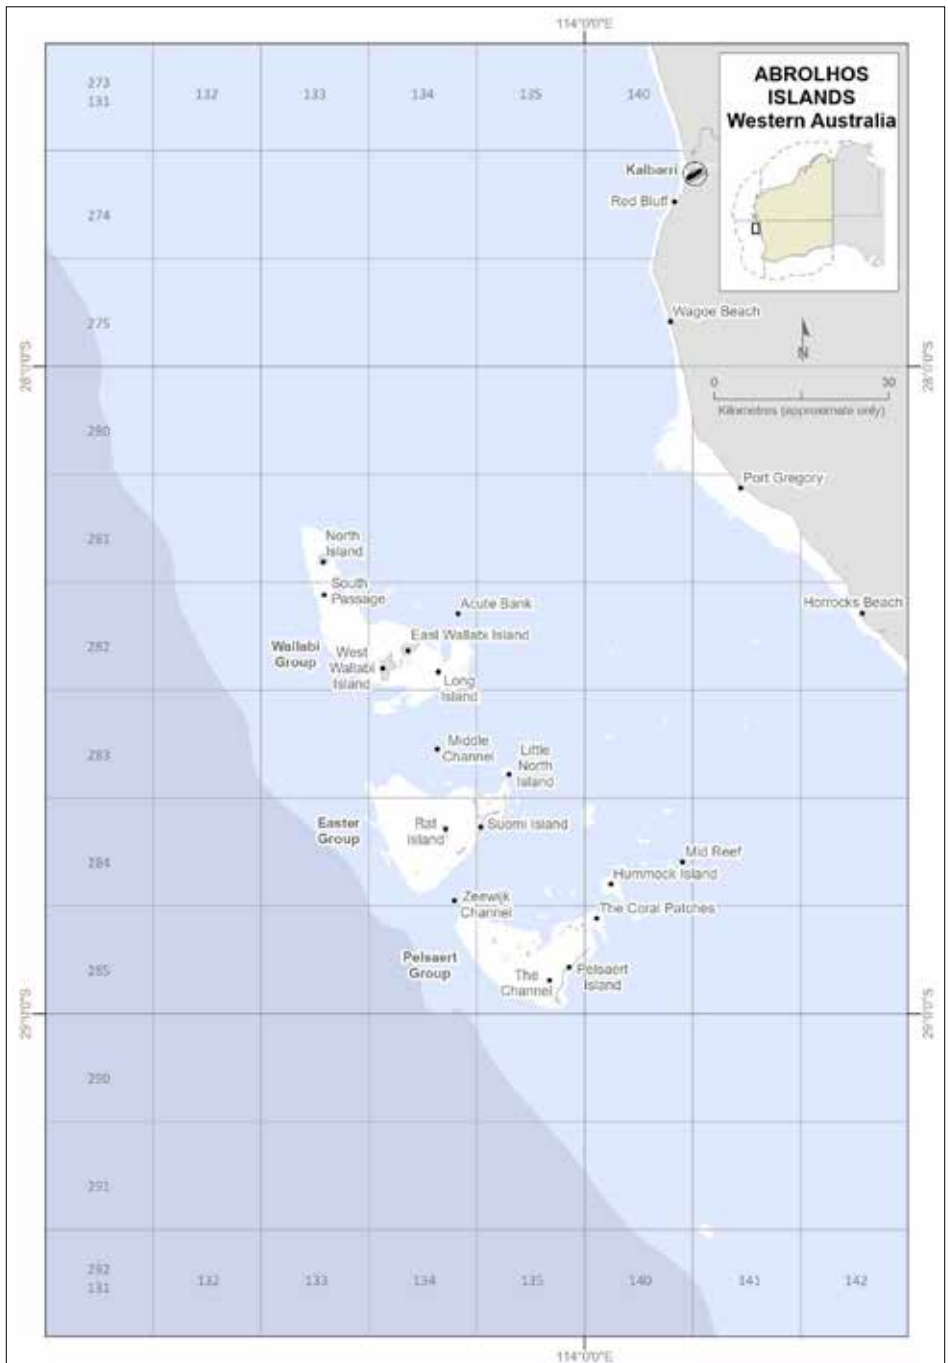 114°0'0"E
ABROLHOS
ISLANDS
Western Australia
273
131
132
133
134
135
140
Kalbarri
Red Bluff
274
275
Wagoe Beach
N
28°0'0"S
28°0'0"S
0
30
Kilometres (approximate only)
280
Port Gregory
281
North
Island
South
Passage
Acute Bank
Horrocks Beach
East Wallabi Island
282
Wallabi
Group
West
Wallabi
Island
Long
Island
283
Middle
Channel
Little
North
Island
Easter
Group
Rat
Island
Suomi Island
284
Mid Reef
Hummock Island
Zeewijk
Channel
The Coral Patches
Pelsaert
Group
285
The
Channel
Pelsaert
Island
29°0'0"S
29°0'0"S
290
291
292
131
132
133
134
135
140
141
142
114°0'0"E